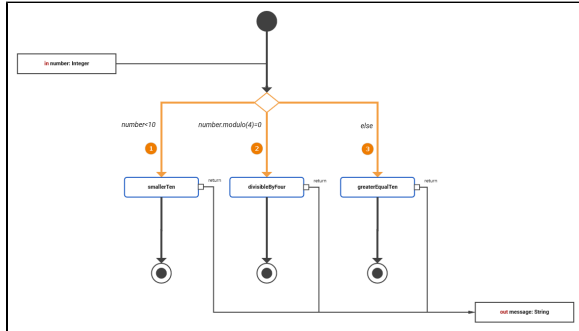 in number: Integer
number<10
number.modulo(4)=0
else
1
2
3
smallerTen
return
divisibleByFour
return
greaterEqualTen
return
out message: String